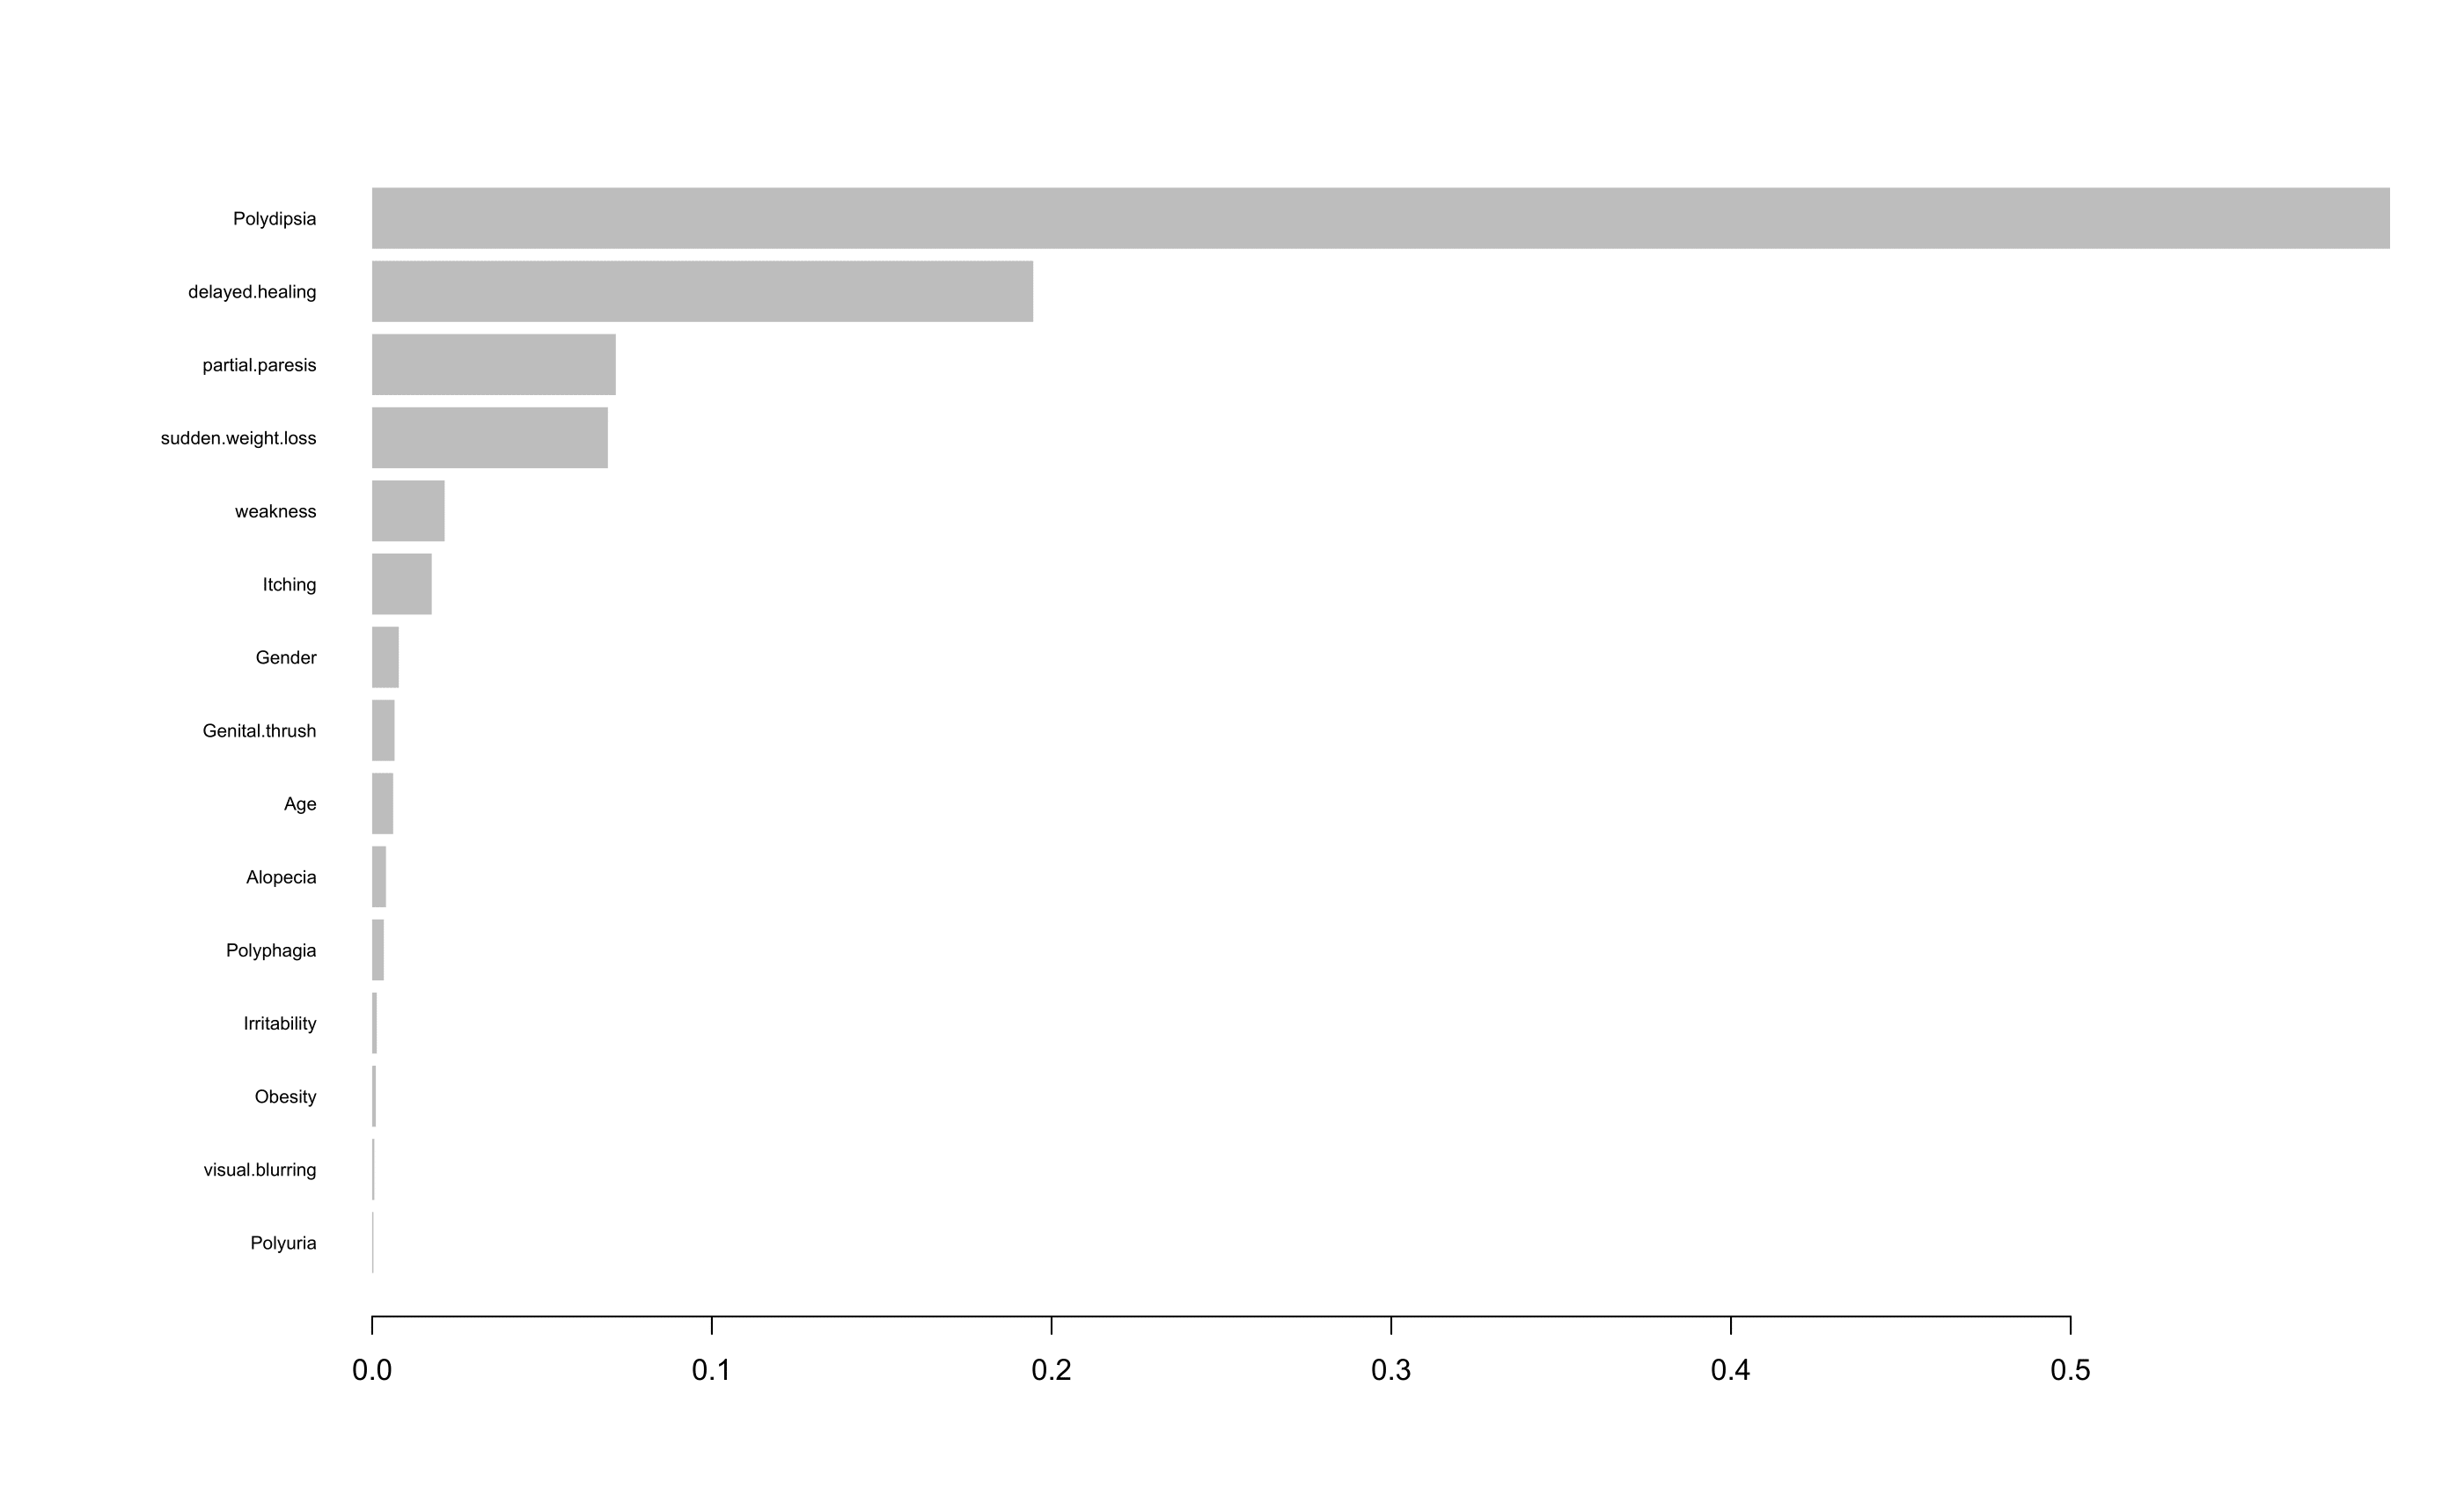 Polydipsia
delayed.healing
partial.paresis
sudden.weight.loss
weakness
Itching
Gender
Genital.thrush
Age
Alopecia
Polyphagia
Irritability
Obesity
visual.blurring
Polyuria
0.0 0.1 0.2 0.3 0.4 0.5